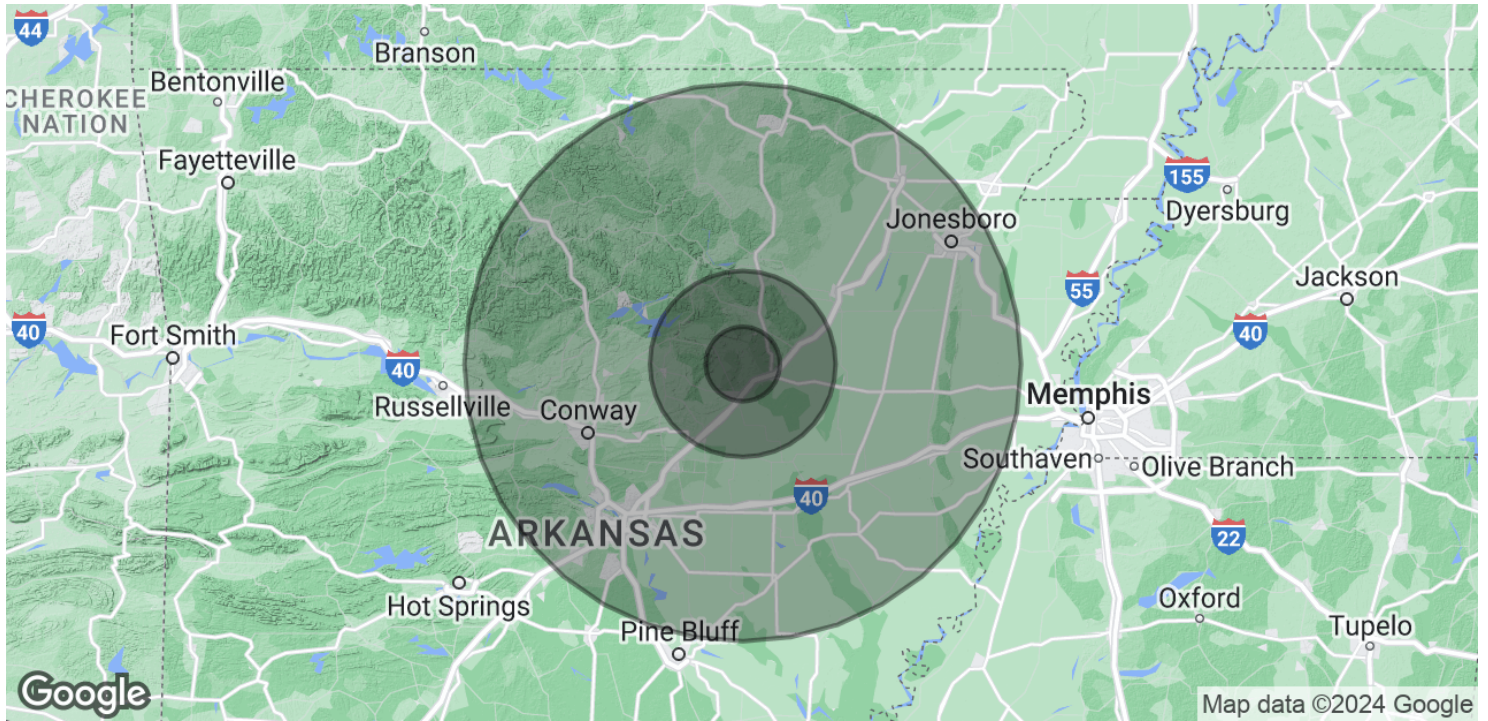 44
Branson
Bentonville
CHEROKEE
NATION
Fayetteville
155
Dyersburg
Jonesboro
55
Jackson
40
Fort Smith
40
40
Russellville
Conway
Memphis
Southaven
Olive Branch
40
ARKANSAS
22
Hot Springs
Oxford
Pine Bluff
Tupelo
Google
Map data ©2024 Google